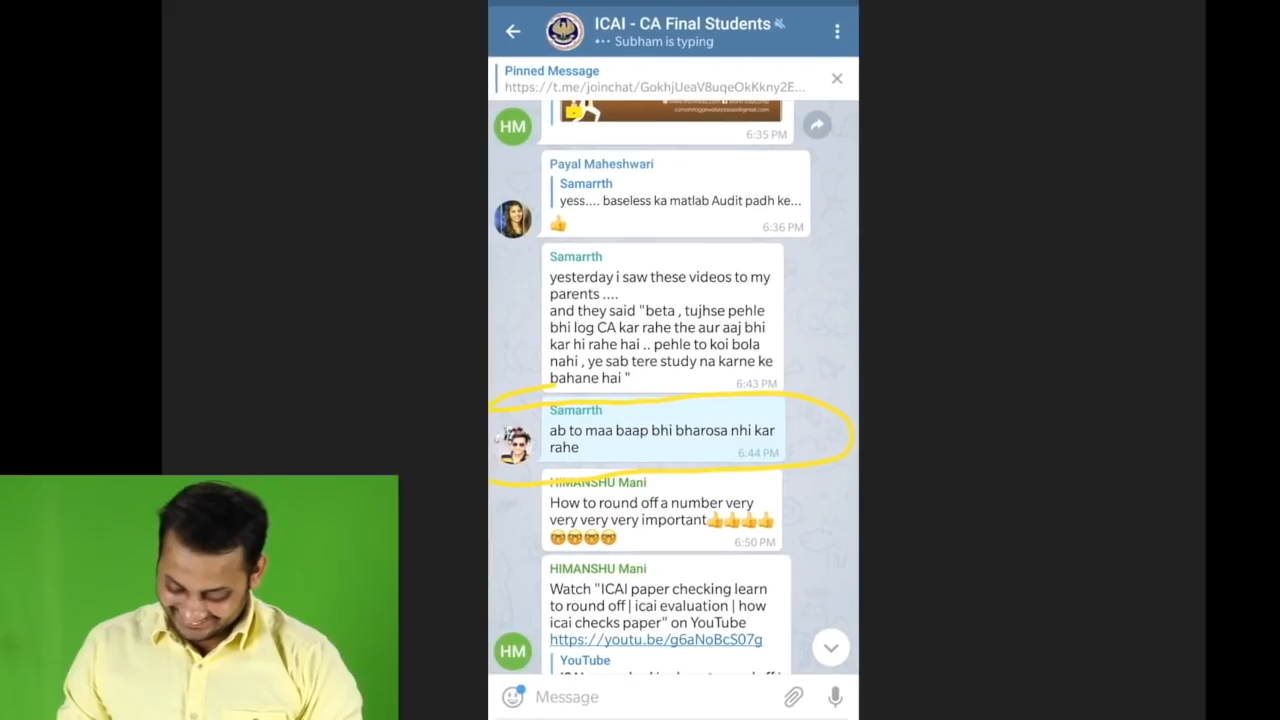 ICAI - CA Final Students
Subham is typing
Pinned Message
https://t.me/joinchat/GokhjUeaV8uqeOkKkny2E...
HM
6:35 PM
Payal Maheshwari
Samarrth
yess.... baseless ka matlab Audit padh ke...
👍
6:36 PM
Samarrth
yesterday i saw these videos to my
parents ....
and they said "beta , tujhse pehle
bhi log CA kar rahe the aur aaj bhi
kar hi rahe hai .. pehle to koi bola
nahi , ye sab tere study na karne ke
bahane hai "
6:43 PM
Samarrth
ab to maa baap bhi bharosa nhi kar
rahe
6:44 PM
HIMANSHU Mani
How to round off a number very
very very very important👍👍👍👍
🤓🤓🤓🤓
6:50 PM
HIMANSHU Mani
Watch "ICAI paper checking learn
to round off | icai evaluation | how
icai checks paper" on YouTube
https://youtu.be/g6aNoBcS07g
HM
YouTube
Message